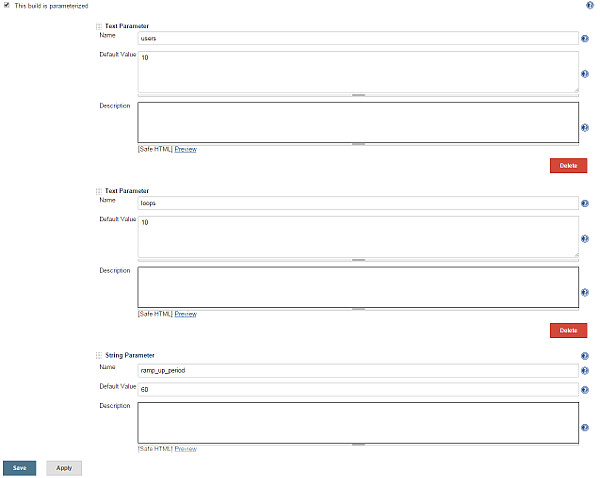 This build is parameterized
Text Parameter
Name users
Default Value 10
Description
[Safe HTML] Preview
Delete
Text Parameter
Name loops
Default Value 10
Description
[Safe HTML] Preview
Delete
String Parameter
Name ramp_up_period
Default Value 60
Description
[Safe HTML] Preview
Save Apply